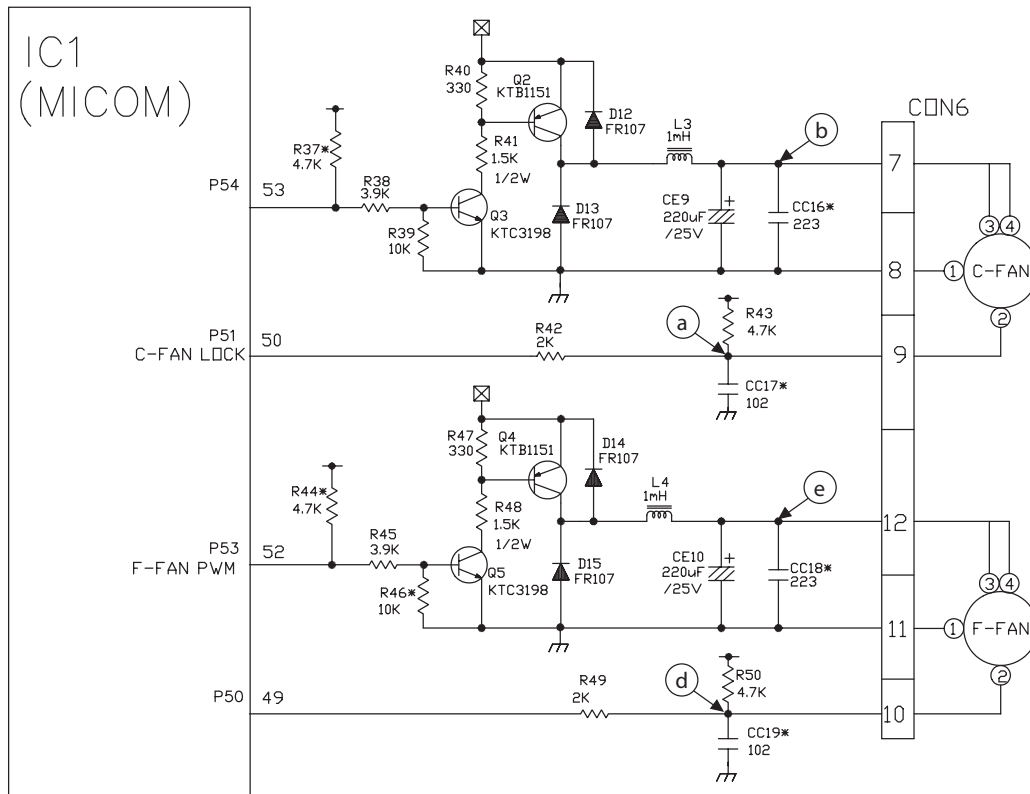 IC1
(MICOM)
R40
330
Q2
KTB1151
D12
FR107
L3
1mH
b
CON6
R37*
4.7K
R41
1.5K
1/2W
7
P54
53
R38
3.9K
Q3
KTC3198
D13
FR107
CE9
220uF
/25V
+
CC16*
223
3
4
R39
10K
8
1
C-FAN
2
P51
C-FAN LOCK
50
R42
2K
a
R43
4.7K
9
CC17*
102
R47
330
Q4
KTB1151
D14
FR107
L4
1mH
e
R44*
4.7K
R48
1.5K
1/2W
12
P53
F-FAN PWM
52
R45
3.9K
Q5
KTC3198
D15
FR107
CE10
220uF
/25V
+
CC18*
223
3
4
R46*
10K
11
1
F-FAN
2
P50
49
R49
2K
d
R50
4.7K
10
CC19*
102